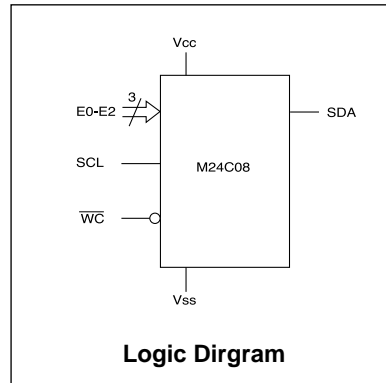 Vcc
3
E0-E2
SDA
SCL
M24C08
WC
Vss
Logic Dirgram